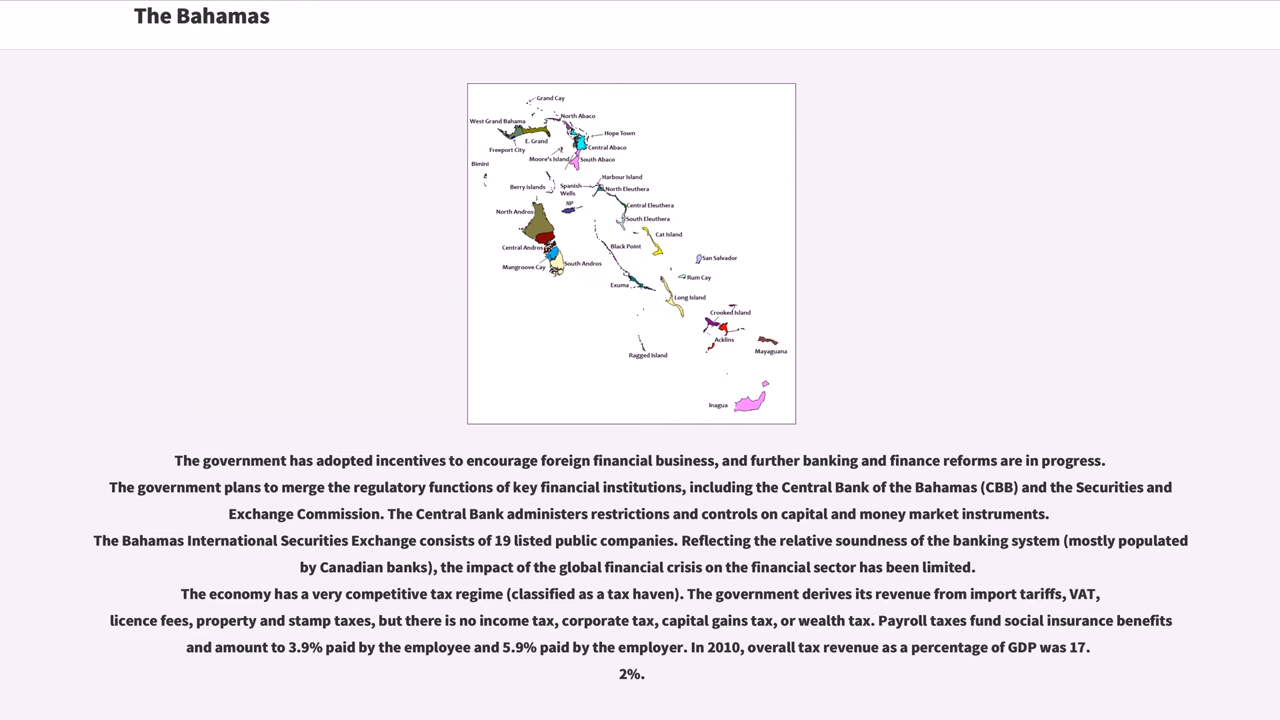 The Bahamas
Grand Cay
North Abaco
West Grand Bahama
Hope Town
E. Grand
Central Abaco
Freeport City
Moore's Island
South Abaco
Bimini
Harbour Island
Berry islands
Spanish
Wells
North Eleuthera
NP
Central Eleuthera
North Andros
South Eleuthera
Cat Island
Central Andros
Black Point
San Salvador
Mangroove Cay
South Andros
Rum Cay
Exuma
Long Island
Crooked Island
Acklins
Ragged Island
Mayaguana
Inagua
The government has adopted incentives to encourage foreign financial business, and further banking and finance reforms are in progress.
The government plans to merge the regulatory functions of key financial institutions, including the Central Bank of the Bahamas (CBB) and the Securities and
Exchange Commission. The Central Bank administers restrictions and controls on capital and money market instruments.
The Bahamas International Securities Exchange consists of 19 listed public companies. Reflecting the relative soundness of the banking system (mostly populated
by Canadian banks), the impact of the global financial crisis on the financial sector has been limited.
The economy has a very competitive tax regime (classified as a tax haven). The government derives its revenue from import tariffs, VAT,
licence fees, property and stamp taxes, but there is no income tax, corporate tax, capital gains tax, or wealth tax. Payroll taxes fund social insurance benefits
and amount to 3.9% paid by the employee and 5.9% paid by the employer. In 2010, overall tax revenue as a percentage of GDP was 17.
2%.